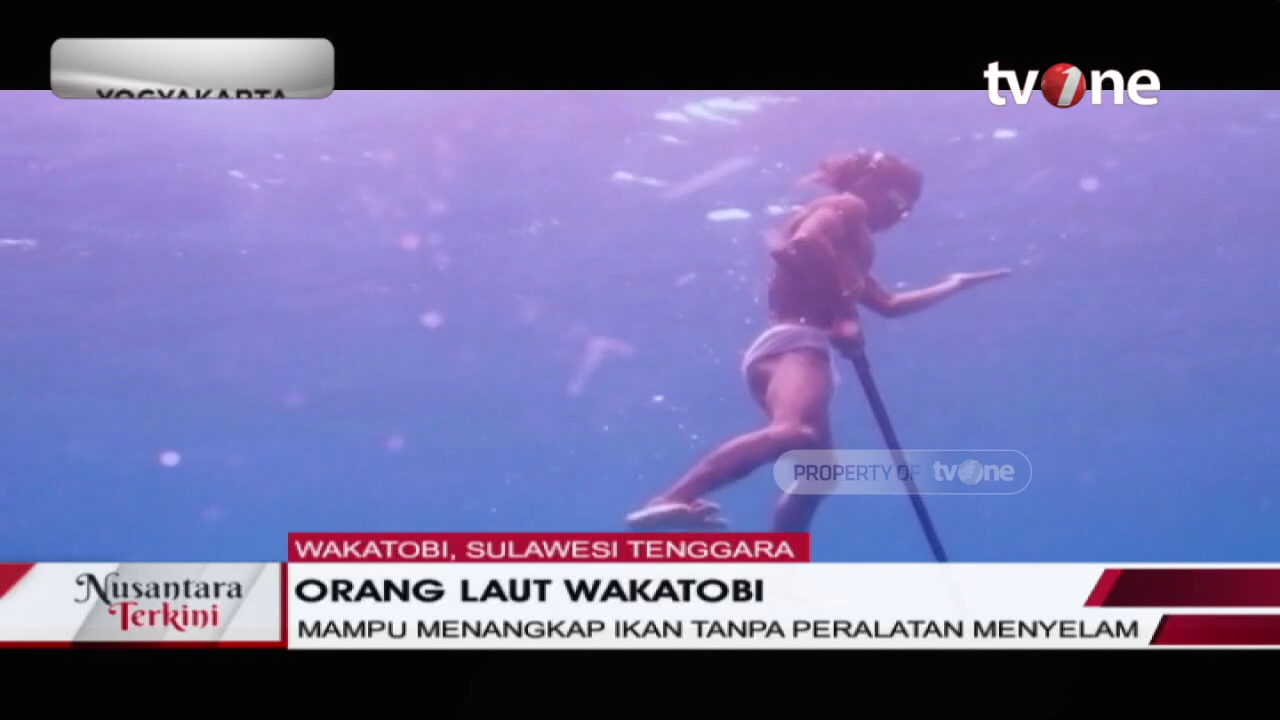 YOGYAKARTA
tvOne
PROPERTY OF tvOne
WAKATOBI, SULAWESI TENGGARA
Nusantara
Terkini
ORANG LAUT WAKATOBI
MAMPU MENANGKAP IKAN TANPA PERALATAN MENYELAM